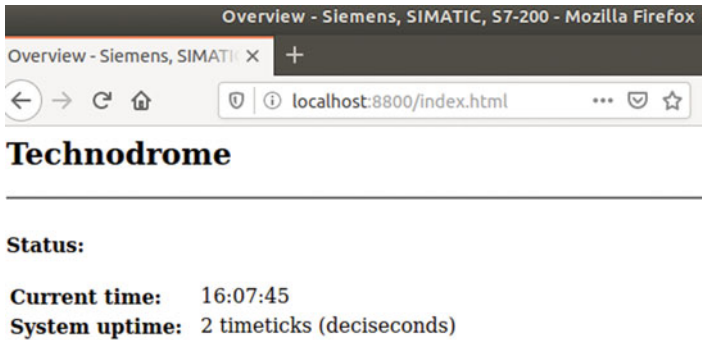 Overview - Siemens, SIMATIC, S7-200 - Mozilla Firefox
Overview - Siemens, SIMATI
localhost:8800/index.html
Technodrome
Status:
Current time: 16:07:45
System uptime: 2 timeticks (deciseconds)